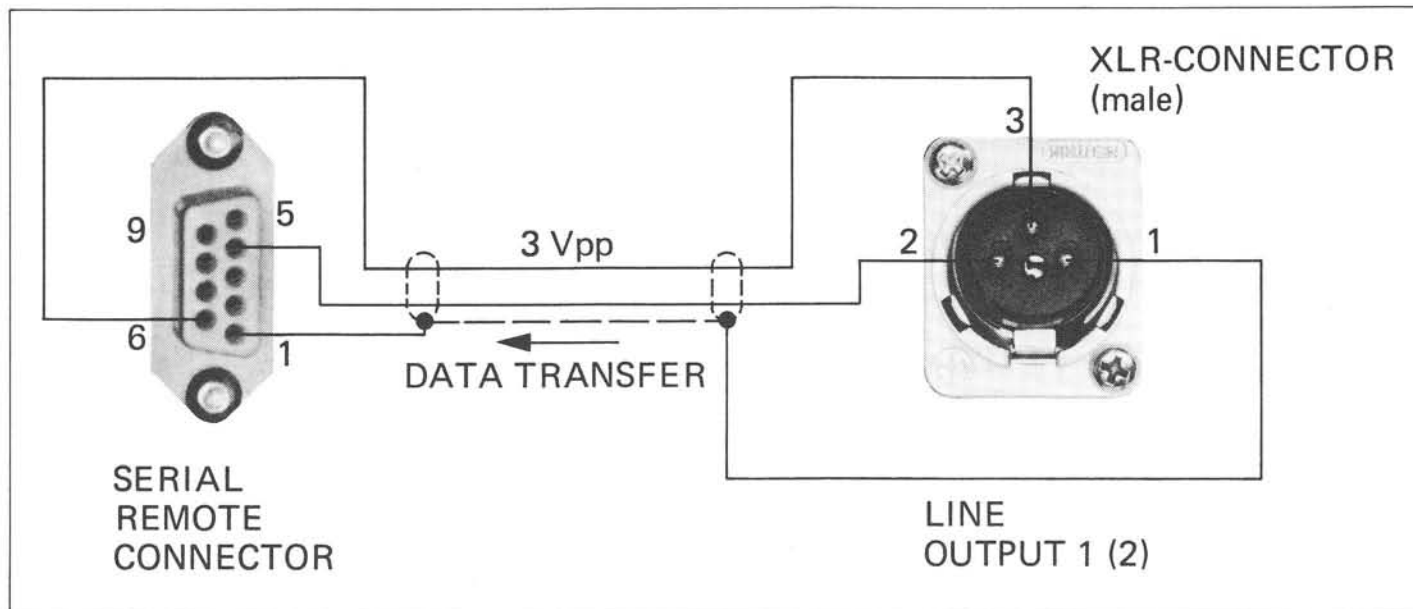 XLR-CONNECTOR
(male)
3
9
5
3 Vpp
2
1
6
1
DATA TRANSFER
SERIAL
REMOTE
CONNECTOR
LINE
OUTPUT 1 (2)